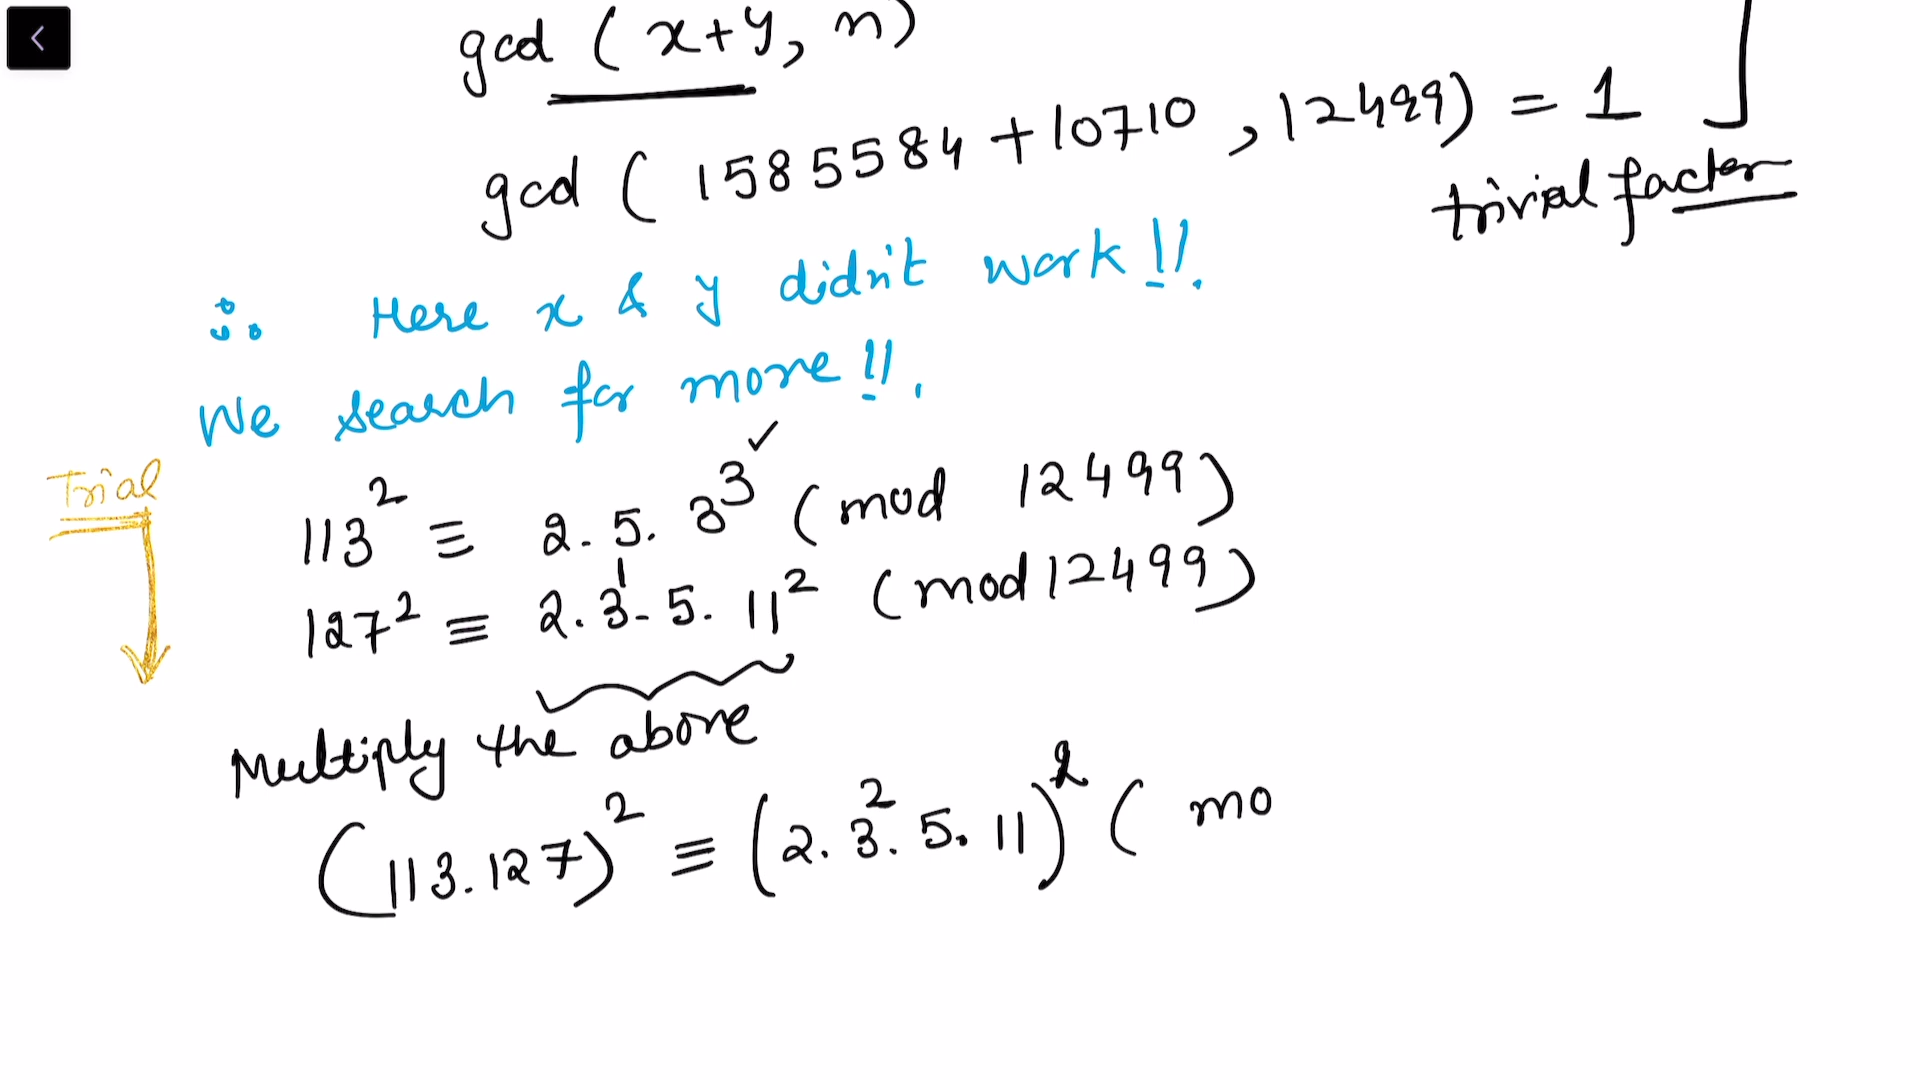 gcd ( x+y, n)
gcd ( 1585584 + 10710 , 12499) = 1
trivial factor
∴ Here x & y didn't work !!.
We search for more !!.
Trial
113² ≡ 2. 5. 3³ ✓ (mod 12499)
127² ≡ 2. 3¹. 5. 11² (mod 12499)
Multiply the above
(113.127)² ≡ (2. 3². 5. 11)² ( mo